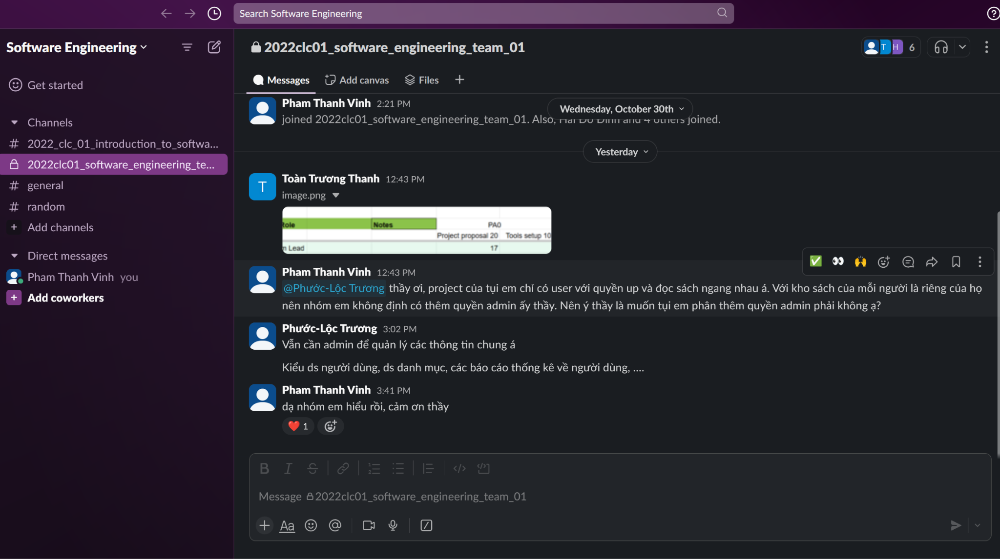 Search Software Engineering
Software Engineering
Get started
Channels
# 2022_clc_01_introduction_to_softwa...
2022clc01_software_engineering_te...
# general
# random
+ Add channels
Direct messages
Pham Thanh Vinh you
+ Add coworkers
2022clc01_software_engineering_team_01
T H 6
Messages Add canvas Files +
Pham Thanh Vinh 2:21 PM
Wednesday, October 30th
joined 2022clc01_software_engineering_team_01. Also, Hai Do Dinh and 4 others joined.
Yesterday
T
Toàn Trương Thanh 12:43 PM
image.png
Role Notes PA0
Project proposal 20 Tools setup 10
m Lead 17
Pham Thanh Vinh 12:43 PM
@Phước-Lộc Trương thầy ơi, project của tụi em chỉ có user với quyền up và đọc sách ngang nhau á. Với kho sách của mỗi người là riêng của họ
nên nhóm em không định có thêm quyền admin ấy thầy. Nên ý thầy là muốn tụi em phân thêm quyền admin phải không ạ?
Phước-Lộc Trương 3:02 PM
Vẫn cần admin để quản lý các thông tin chung á
Kiểu ds người dùng, ds danh mục, các báo cáo thống kê về người dùng, ....
Pham Thanh Vinh 3:41 PM
dạ nhóm em hiểu rồi, cảm ơn thầy
❤️ 1
B I S
Message 2022clc01_software_engineering_team_01
+ Aa @